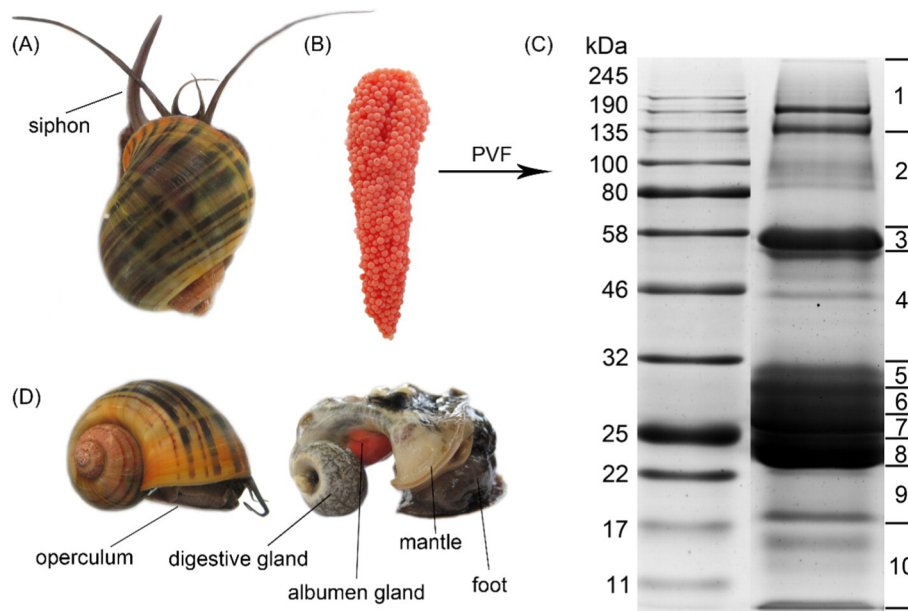 (A)
siphon
(B)
PVF
(C)
kDa
245
190
135
100
80
58
46
32
25
22
17
11
1
2
3
4
5
6
7
8
9
10
(D)
operculum
digestive gland
albumen gland
mantle
foot